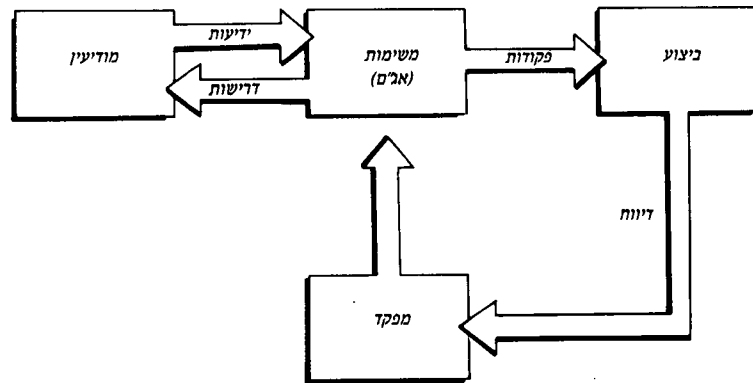 ביצוע
פקודות
משימות
(אג"ם)
ידיעות
דרישות
מודיעין
דיווח
מפקד